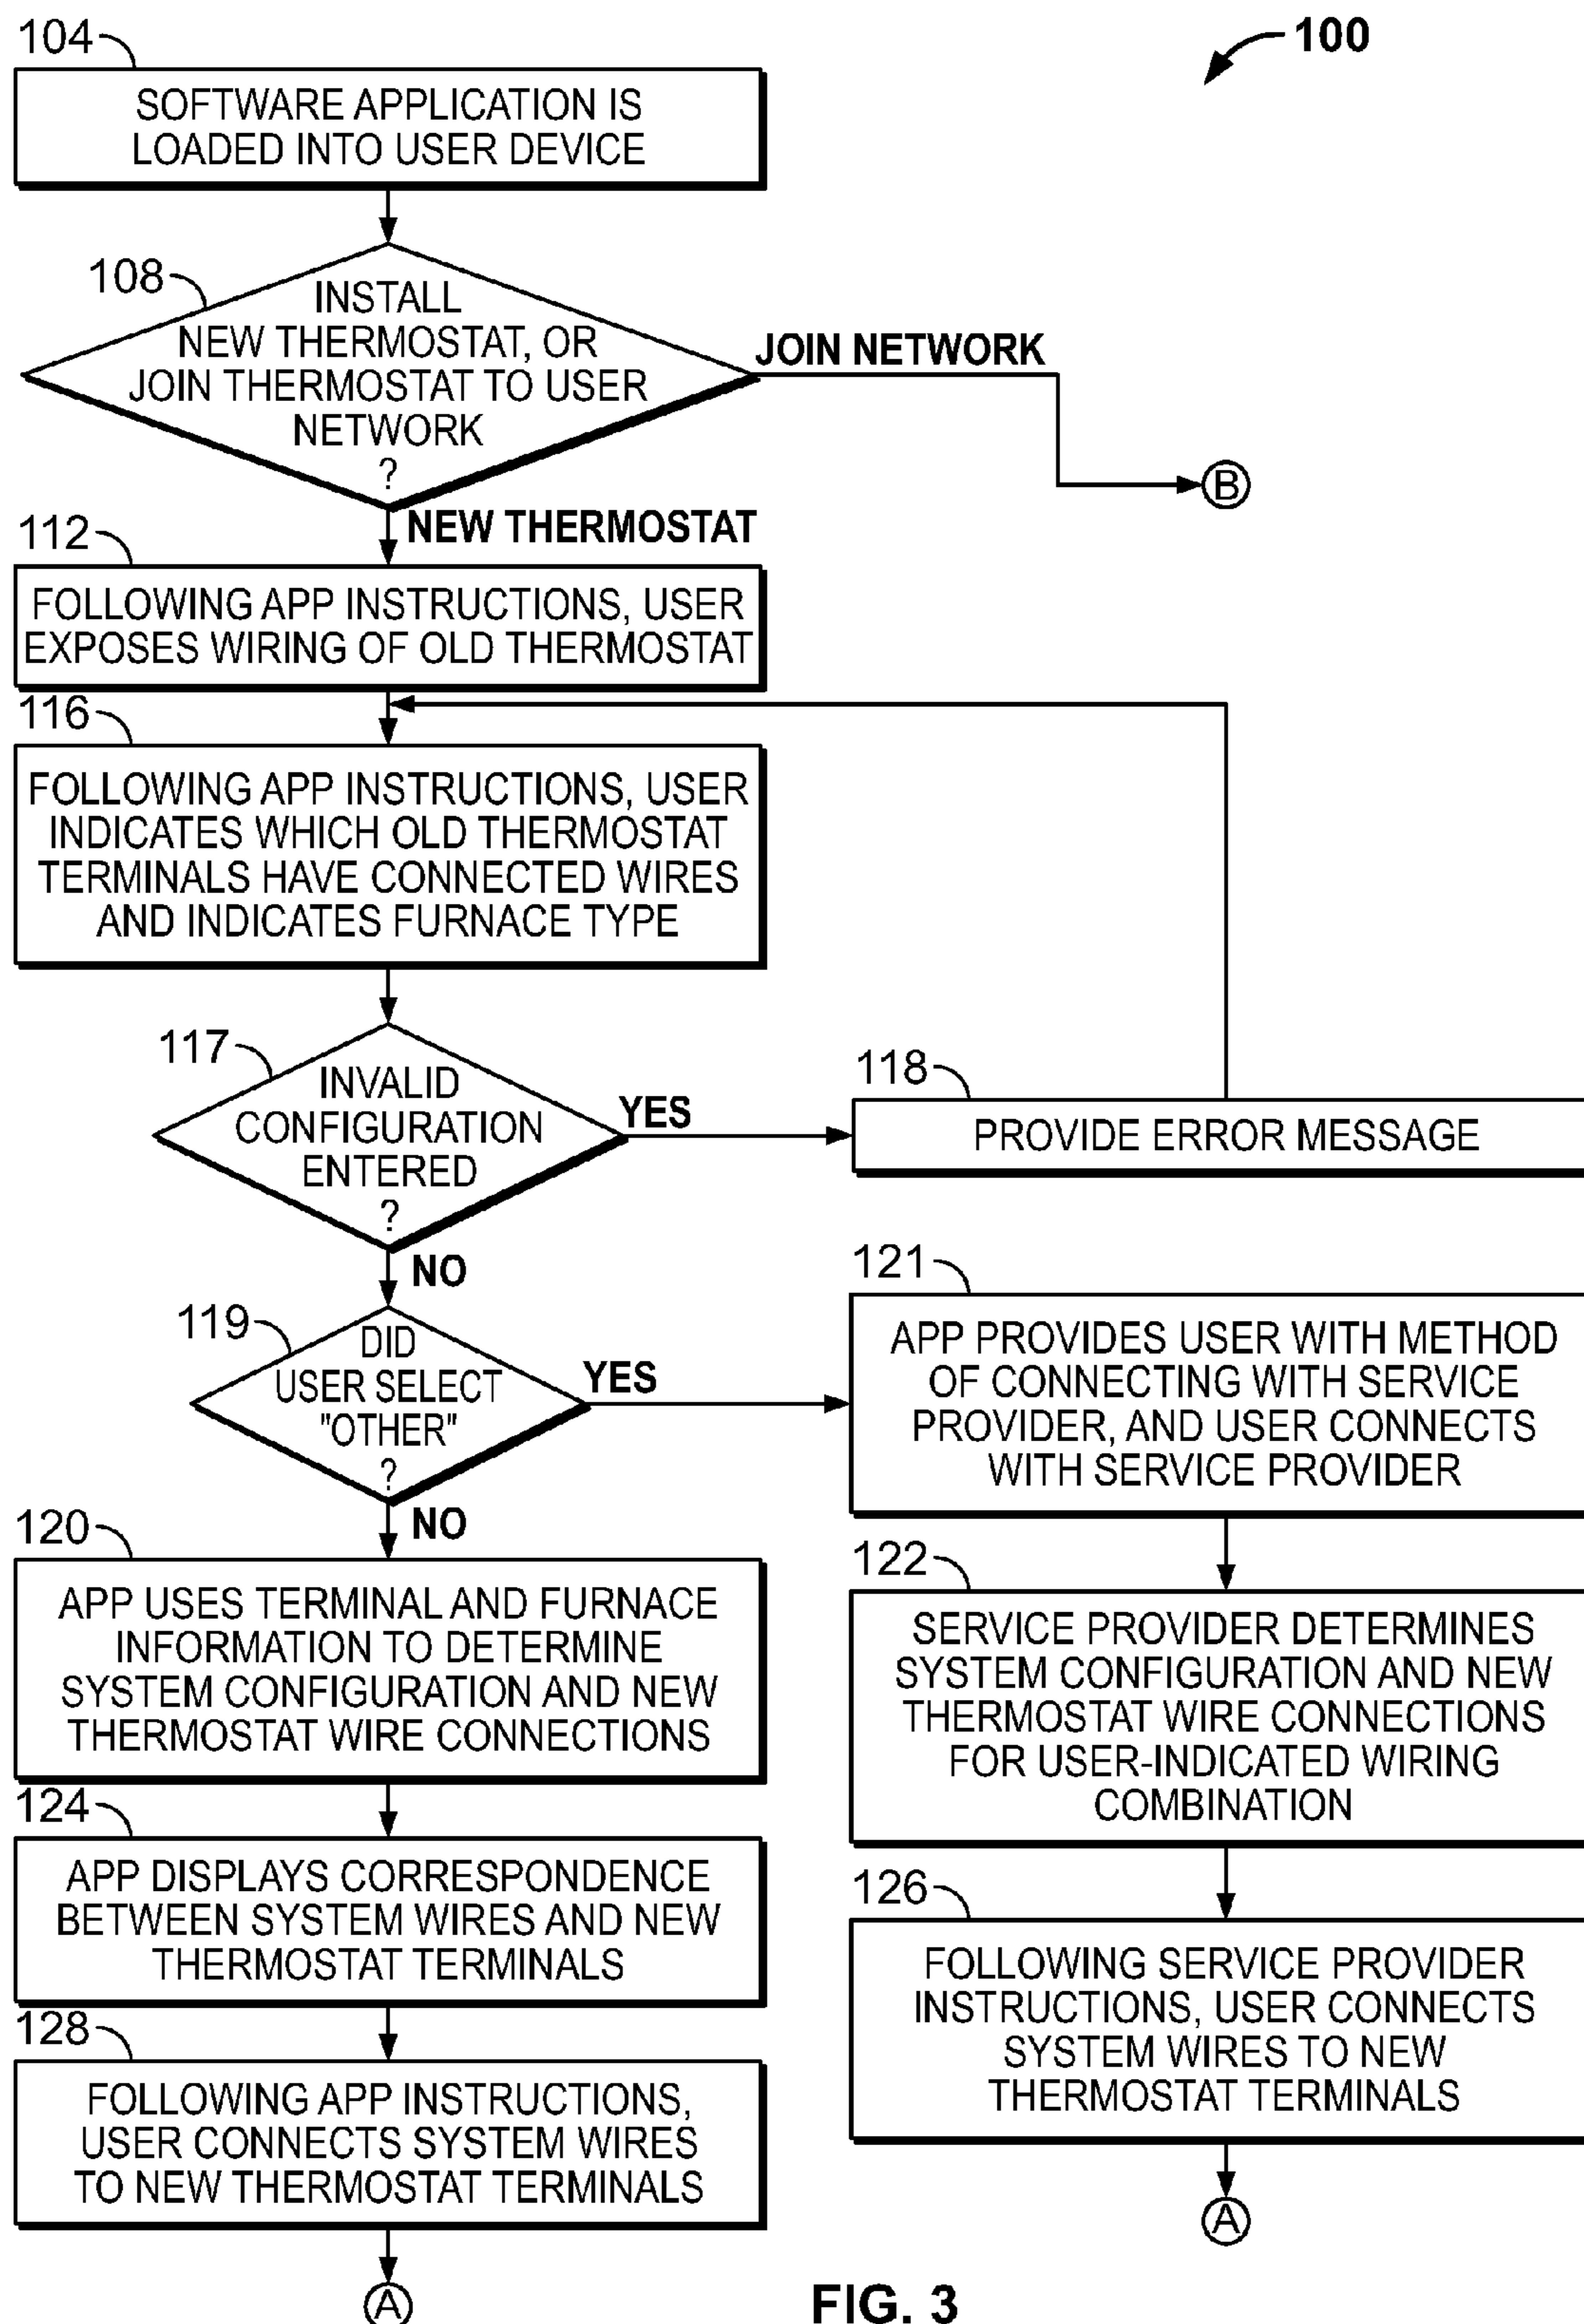 100
104
SOFTWARE APPLICATION IS
LOADED INTO USER DEVICE
108
INSTALL
NEW THERMOSTAT, OR
JOIN THERMOSTAT TO USER
NETWORK
?
JOIN NETWORK
B
NEW THERMOSTAT
112
FOLLOWING APP INSTRUCTIONS, USER
EXPOSES WIRING OF OLD THERMOSTAT
116
FOLLOWING APP INSTRUCTIONS, USER
INDICATES WHICH OLD THERMOSTAT
TERMINALS HAVE CONNECTED WIRES
AND INDICATES FURNACE TYPE
117
INVALID
CONFIGURATION
ENTERED
?
YES
118
PROVIDE ERROR MESSAGE
NO
119
DID
USER SELECT
"OTHER"
?
YES
121
APP PROVIDES USER WITH METHOD
OF CONNECTING WITH SERVICE
PROVIDER, AND USER CONNECTS
WITH SERVICE PROVIDER
NO
120
APP USES TERMINAL AND FURNACE
INFORMATION TO DETERMINE
SYSTEM CONFIGURATION AND NEW
THERMOSTAT WIRE CONNECTIONS
122
SERVICE PROVIDER DETERMINES
SYSTEM CONFIGURATION AND NEW
THERMOSTAT WIRE CONNECTIONS
FOR USER-INDICATED WIRING
COMBINATION
124
APP DISPLAYS CORRESPONDENCE
BETWEEN SYSTEM WIRES AND NEW
THERMOSTAT TERMINALS
126
FOLLOWING SERVICE PROVIDER
INSTRUCTIONS, USER CONNECTS
SYSTEM WIRES TO NEW
THERMOSTAT TERMINALS
128
FOLLOWING APP INSTRUCTIONS,
USER CONNECTS SYSTEM WIRES
TO NEW THERMOSTAT TERMINALS
A
A
FIG. 3